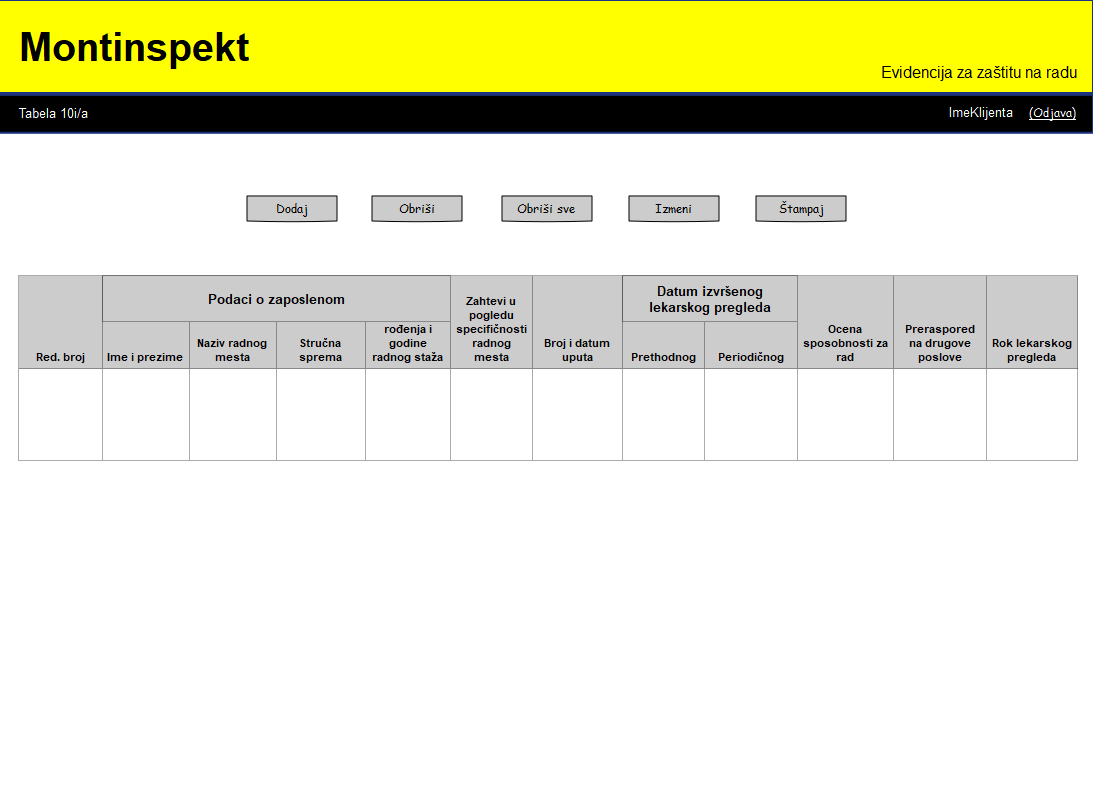 Montinspekt
Evidencija za zaštitu na radu
Tabela 10i/a
ImeKlijenta (Odjava)
Dodaj
Obriši
Obriši sve
Izmeni
Štampaj
Red. broj
Podaci o zaposlenom
Ime i prezime
Naziv radnog
mesta
Stručna
sprema
rođenja i
godine
radnog staža
Zahtevi u
pogledu
specifičnosti
radnog
mesta
Broj i datum
uputa
Datum izvršenog
lekarskog pregleda
Prethodnog
Periodičnog
Ocena
sposobnosti za
rad
Preraspored
na drugove
poslove
Rok lekarskog
pregleda